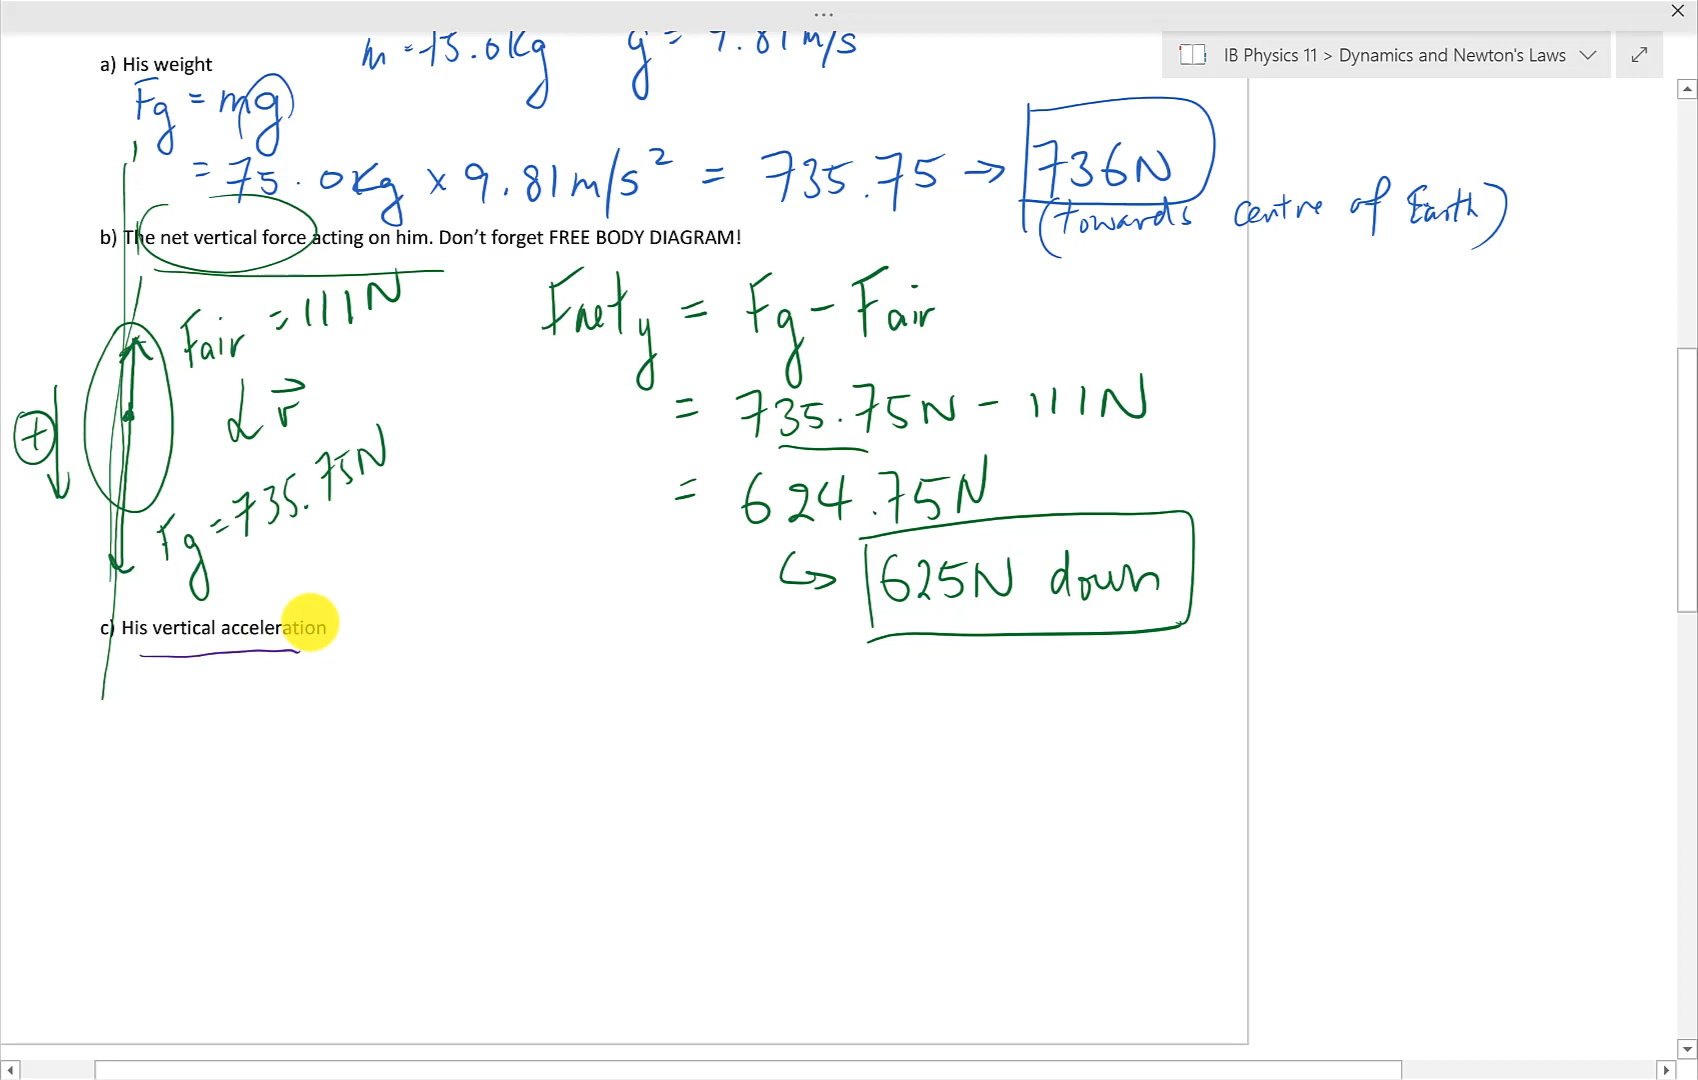 ...
IB Physics 11 > Dynamics and Newton's Laws
m = 75.0kg g = 9.81m/s
a) His weight
Fg = mg
= 75.0kg x 9.81m/s² = 735.75 → 736N
(towards centre of Earth)
b) The net vertical force acting on him. Don't forget FREE BODY DIAGRAM!
Fair = 111N
Fnet y = Fg - Fair
= 735.75N - 111N
= 624.75N
↳ 625N down
+
Fg = 735.75N
c) His vertical acceleration